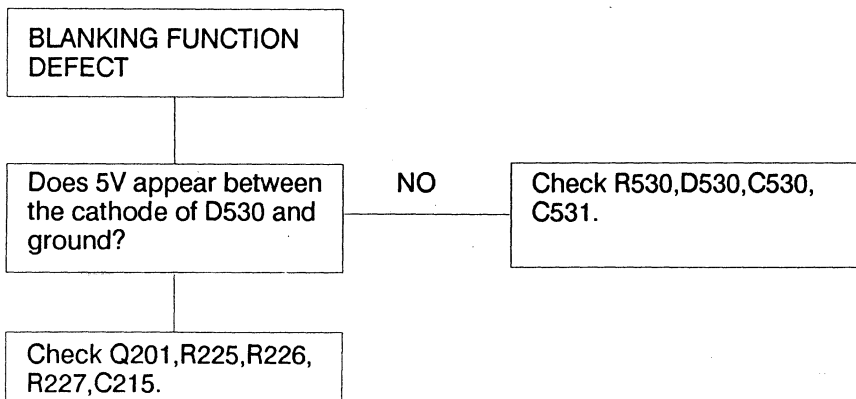 BLANKING FUNCTION
DEFECT
Does 5V appear between
the cathode of D530 and
ground?
NO
Check R530,D530,C530,
C531.
Check Q201,R225,R226,
R227,C215.